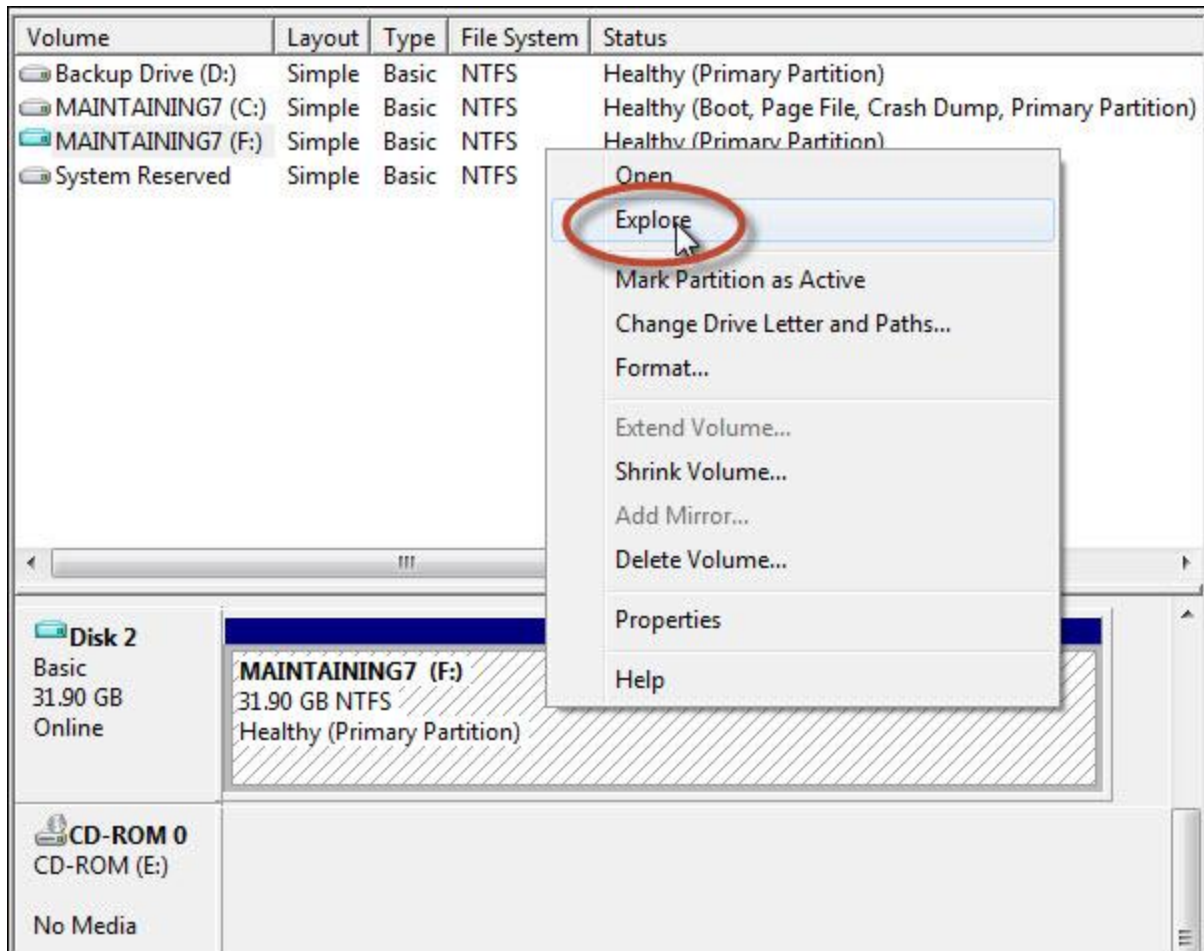 Volume Layout Type File System Status
Backup Drive (D:) Simple Basic NTFS Healthy (Primary Partition)
MAINTAINING7 (C:) Simple Basic NTFS Healthy (Boot, Page File, Crash Dump, Primary Partition)
MAINTAINING7 (F:) Simple Basic NTFS Healthy (Primary Partition)
System Reserved Simple Basic NTFS
Open
Explore
Mark Partition as Active
Change Drive Letter and Paths...
Format...
Extend Volume...
Shrink Volume...
Add Mirror...
Delete Volume...
Properties
Help
Disk 2
Basic
31.90 GB
Online
MAINTAINING7 (F:)
31.90 GB NTFS
Healthy (Primary Partition)
CD-ROM 0
CD-ROM (E:)
No Media